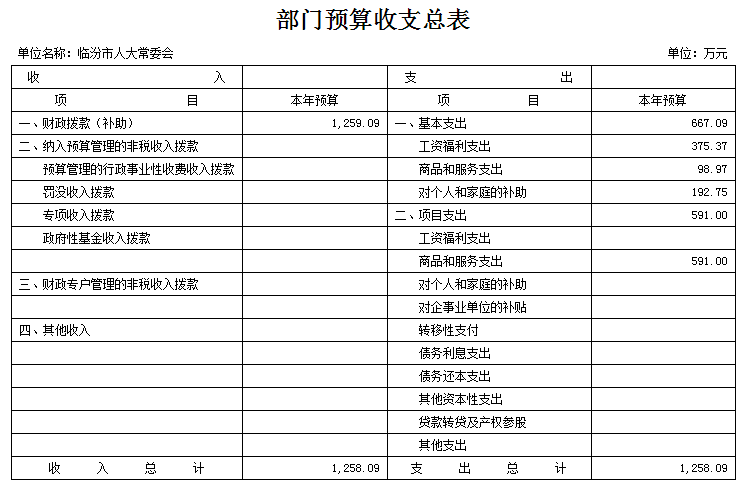 部门预算收支总表
单位名称：临汾市人大常委会 单位：万元
收 入 支 出
项 目 本年预算 项 目 本年预算
一、财政拨款（补助） 1,259.09 一、基本支出 667.09
二、纳入预算管理的非税收入拨款 工资福利支出 375.37
预算管理的行政事业性收费收入拨款 商品和服务支出 98.97
罚没收入拨款 对个人和家庭的补助 192.75
专项收入拨款 二、项目支出 591.00
政府性基金收入拨款 工资福利支出
商品和服务支出 591.00
三、财政专户管理的非税收入拨款 对个人和家庭的补助
对企事业单位的补贴
四、其他收入 转移性支付
债务利息支出
债务还本支出
其他资本性支出
贷款转贷及产权参股
其他支出
收 入 总 计 1,258.09 支 出 总 计 1,258.09